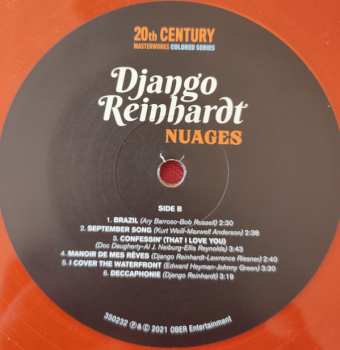 20th CENTURY
MASTERWORKS COLORED SERIES
Django
Reinhardt
NUAGES
SIDE B
1. BRAZIL (Ary Barroso-Bob Russell) 2:30
2. SEPTEMBER SONG (Kurt Weill-Maxwell Anderson) 2:38
3. CONFESSIN' (THAT I LOVE YOU)
(Doc Daugherty-Al J. Neiburg-Ellis Reynolds) 3:43
4. MANOIR DE MES RÊVES (Django Reinhardt-Lawrence Riesner) 2:40
5. I COVER THE WATERFRONT (Edward Heyman-Johnny Green) 3:30
6. DECCAPHONIE (Django Reinhardt) 3:19
350232 ℗ & © 2021 OBER Entertainment